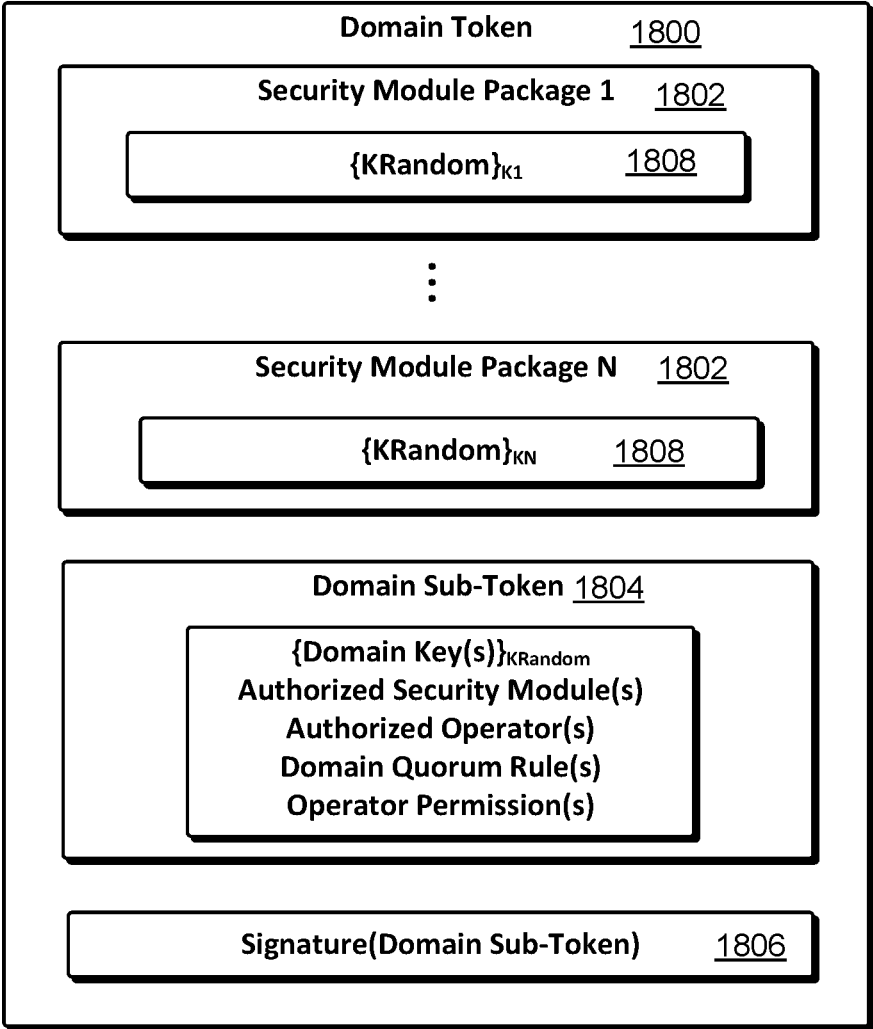 Domain Token 1800
Security Module Package 1 1802
{KRandom}K1 1808
⋮
Security Module Package N 1802
{KRandom}KN 1808
Domain Sub-Token 1804
{Domain Key(s)}KRandom
Authorized Security Module(s)
Authorized Operator(s)
Domain Quorum Rule(s)
Operator Permission(s)
Signature(Domain Sub-Token) 1806